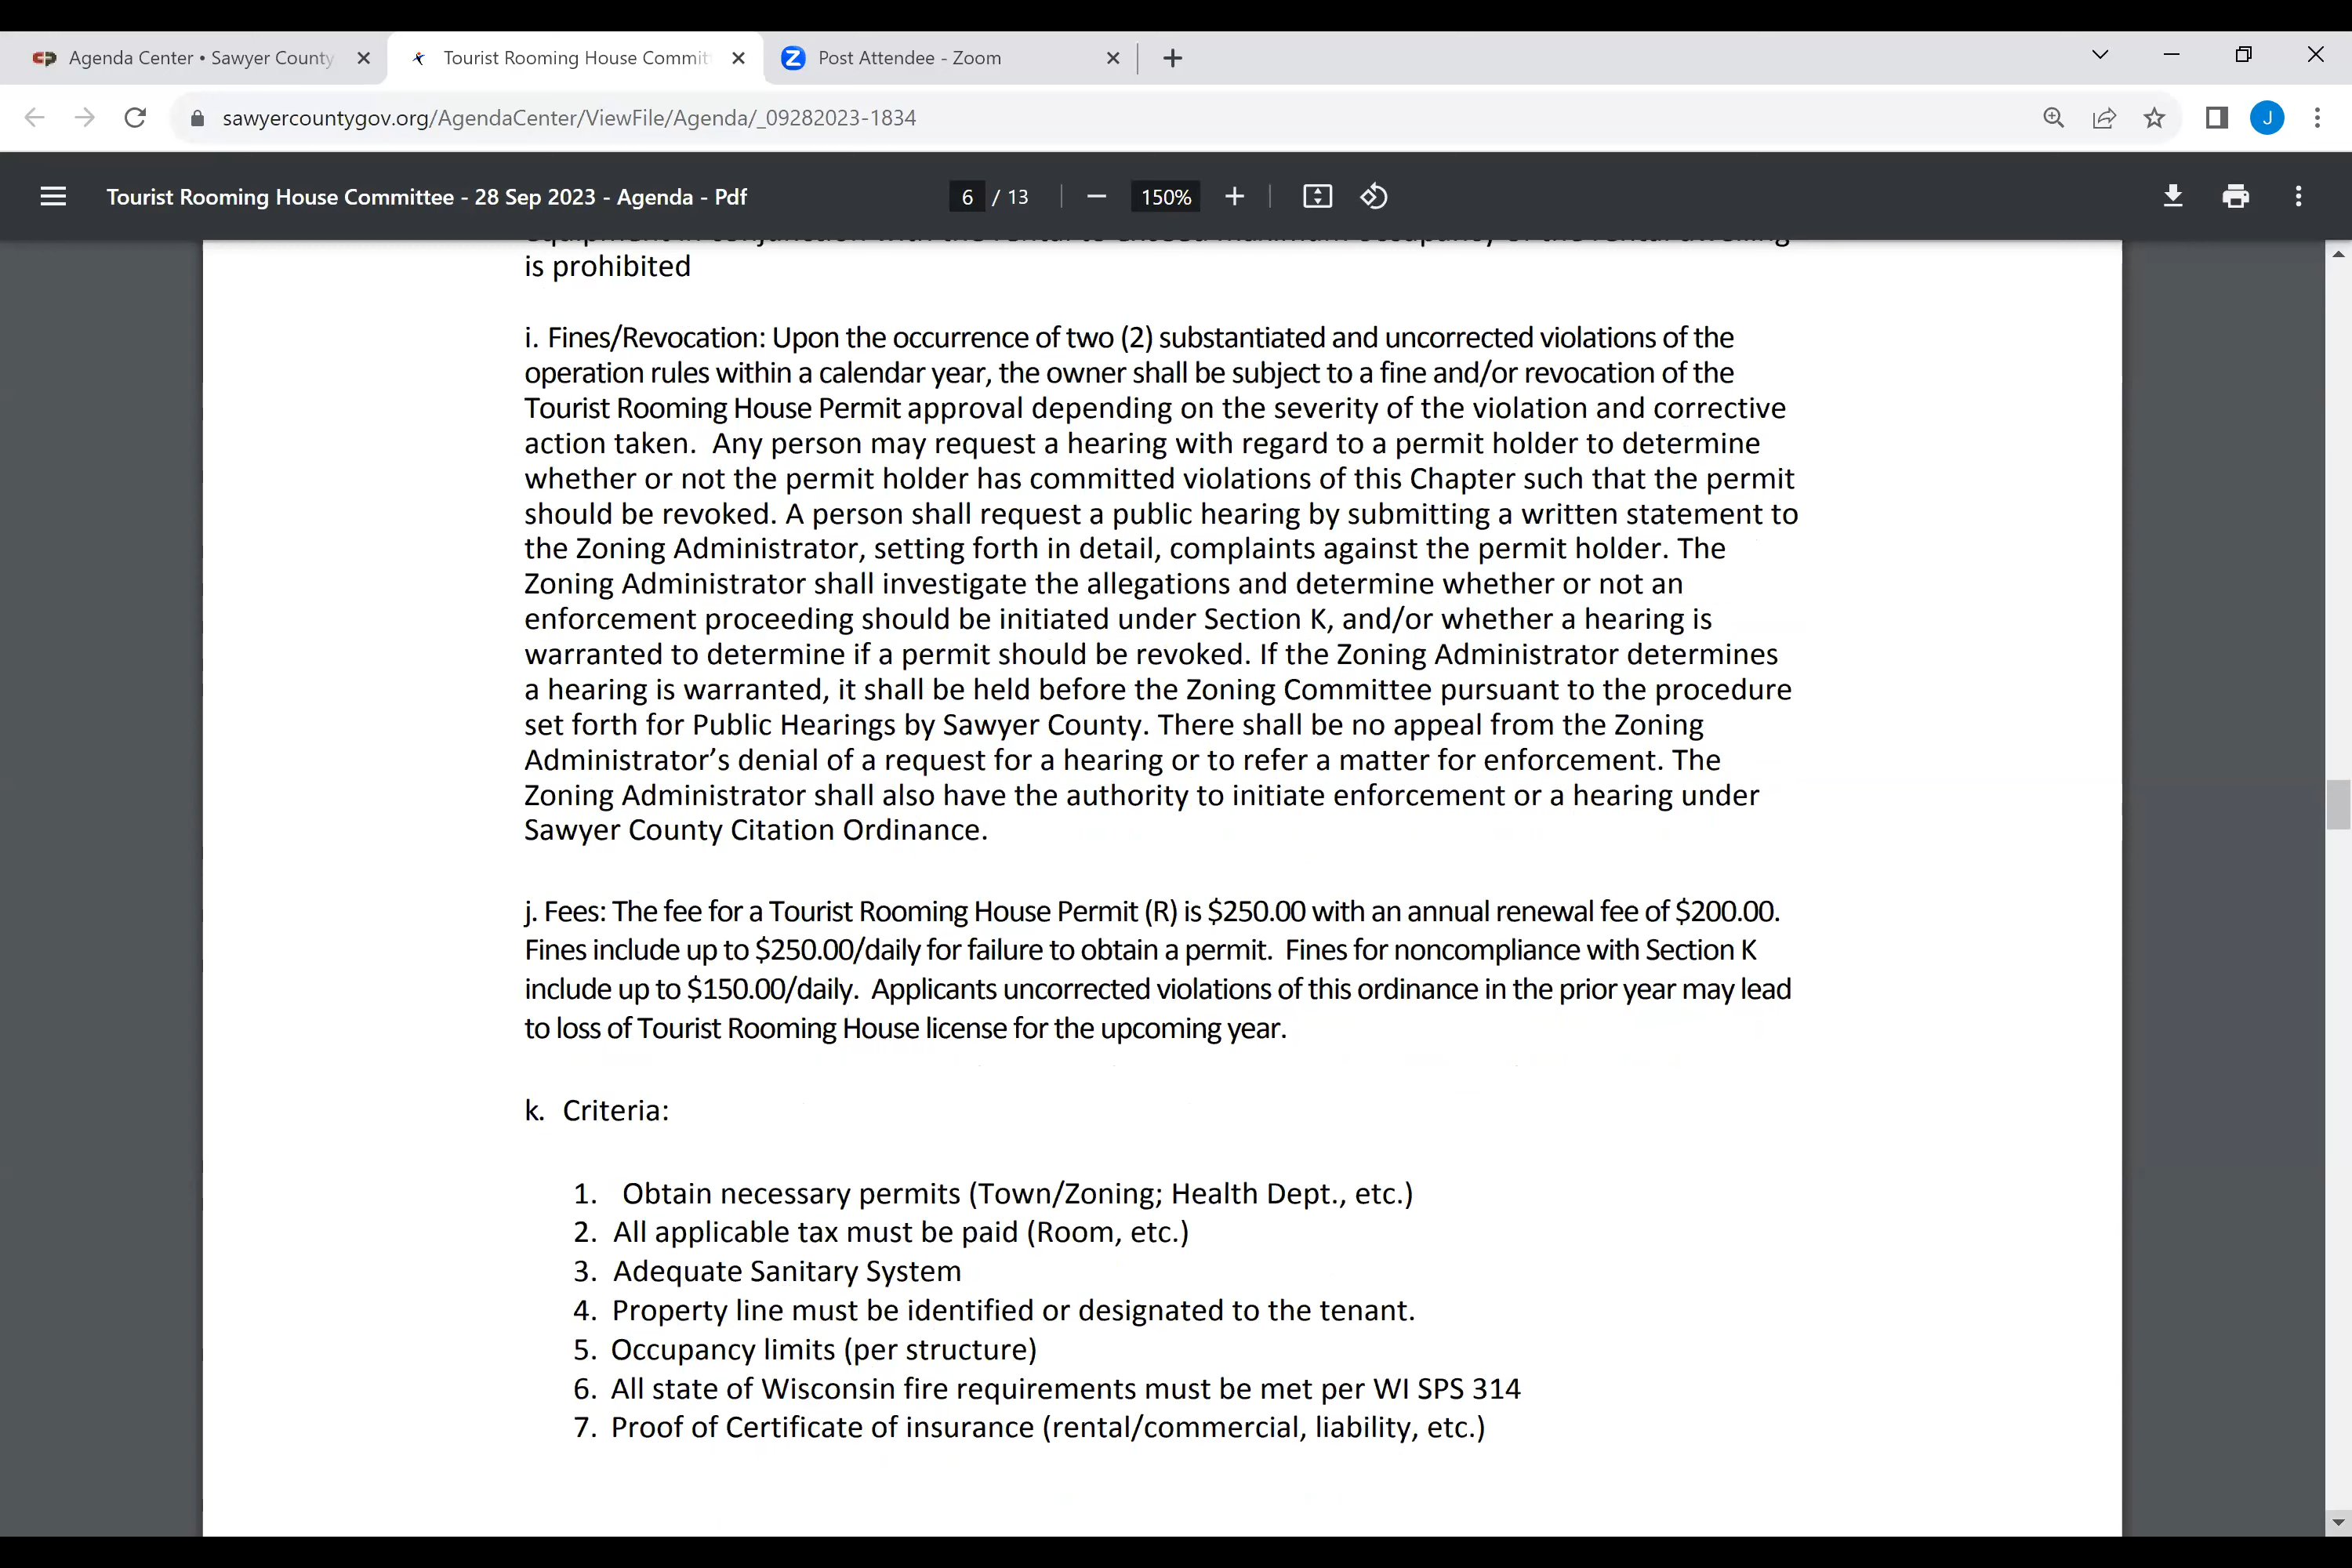 Agenda Center • Sawyer County
Tourist Rooming House Commit
Post Attendee - Zoom
sawyercountygov.org/AgendaCenter/ViewFile/Agenda/_09282023-1834
J
Tourist Rooming House Committee - 28 Sep 2023 - Agenda - Pdf
6 / 13
150%
equipment in conjunction with the rental to exceed maximum occupancy of the rental dwelling
is prohibited
i. Fines/Revocation: Upon the occurrence of two (2) substantiated and uncorrected violations of the
operation rules within a calendar year, the owner shall be subject to a fine and/or revocation of the
Tourist Rooming House Permit approval depending on the severity of the violation and corrective
action taken. Any person may request a hearing with regard to a permit holder to determine
whether or not the permit holder has committed violations of this Chapter such that the permit
should be revoked. A person shall request a public hearing by submitting a written statement to
the Zoning Administrator, setting forth in detail, complaints against the permit holder. The
Zoning Administrator shall investigate the allegations and determine whether or not an
enforcement proceeding should be initiated under Section K, and/or whether a hearing is
warranted to determine if a permit should be revoked. If the Zoning Administrator determines
a hearing is warranted, it shall be held before the Zoning Committee pursuant to the procedure
set forth for Public Hearings by Sawyer County. There shall be no appeal from the Zoning
Administrator’s denial of a request for a hearing or to refer a matter for enforcement. The
Zoning Administrator shall also have the authority to initiate enforcement or a hearing under
Sawyer County Citation Ordinance.
j. Fees: The fee for a Tourist Rooming House Permit (R) is $250.00 with an annual renewal fee of $200.00.
Fines include up to $250.00/daily for failure to obtain a permit. Fines for noncompliance with Section K
include up to $150.00/daily. Applicants uncorrected violations of this ordinance in the prior year may lead
to loss of Tourist Rooming House license for the upcoming year.
k. Criteria:
1. Obtain necessary permits (Town/Zoning; Health Dept., etc.)
2. All applicable tax must be paid (Room, etc.)
3. Adequate Sanitary System
4. Property line must be identified or designated to the tenant.
5. Occupancy limits (per structure)
6. All state of Wisconsin fire requirements must be met per WI SPS 314
7. Proof of Certificate of insurance (rental/commercial, liability, etc.)